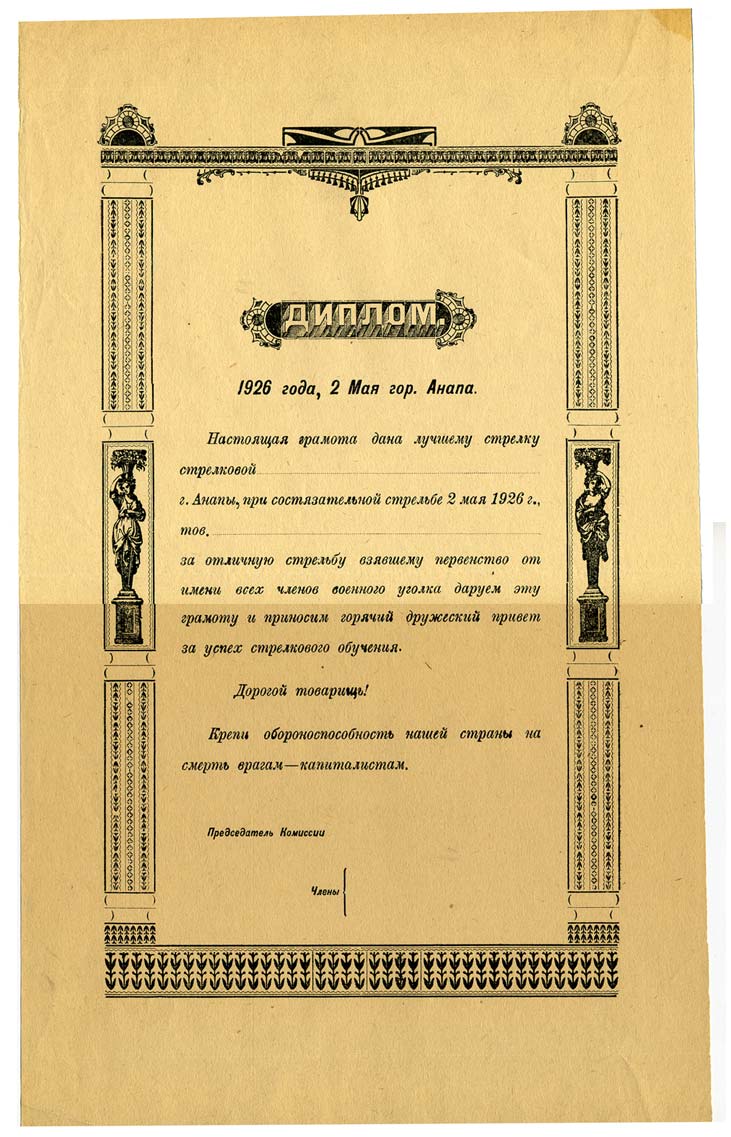 ДИПЛОМ.
1926 года, 2 Мая гор. Анапа.
Настоящая грамота дана лучшему стрелку
стрелковой
г. Анапы, при состязательной стрельбе 2 мая 1926 г.,
тов.
за отличную стрельбу взявшему первенство от
имени всех членов военного уголка даруем эту
грамоту и приносим горячий дружеский привет
за успех стрелкового обучения.
Дорогой товарищь!
Крепи обороноспособность нашей страны на
смерть врагам—капиталистам.
Председатель Комиссии
Члены